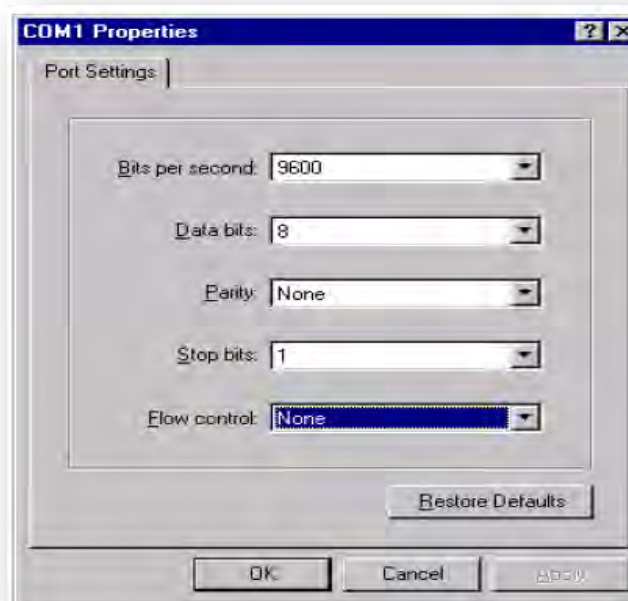 COM1 Properties
Port Settings
Bits per second: 9600
Data bits: 8
Parity: None
Stop bits: 1
Flow control: None
Restore Defaults
OK Cancel Apply